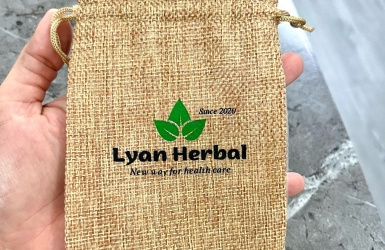 Since 2020
Lyan Herbal
New way for health care